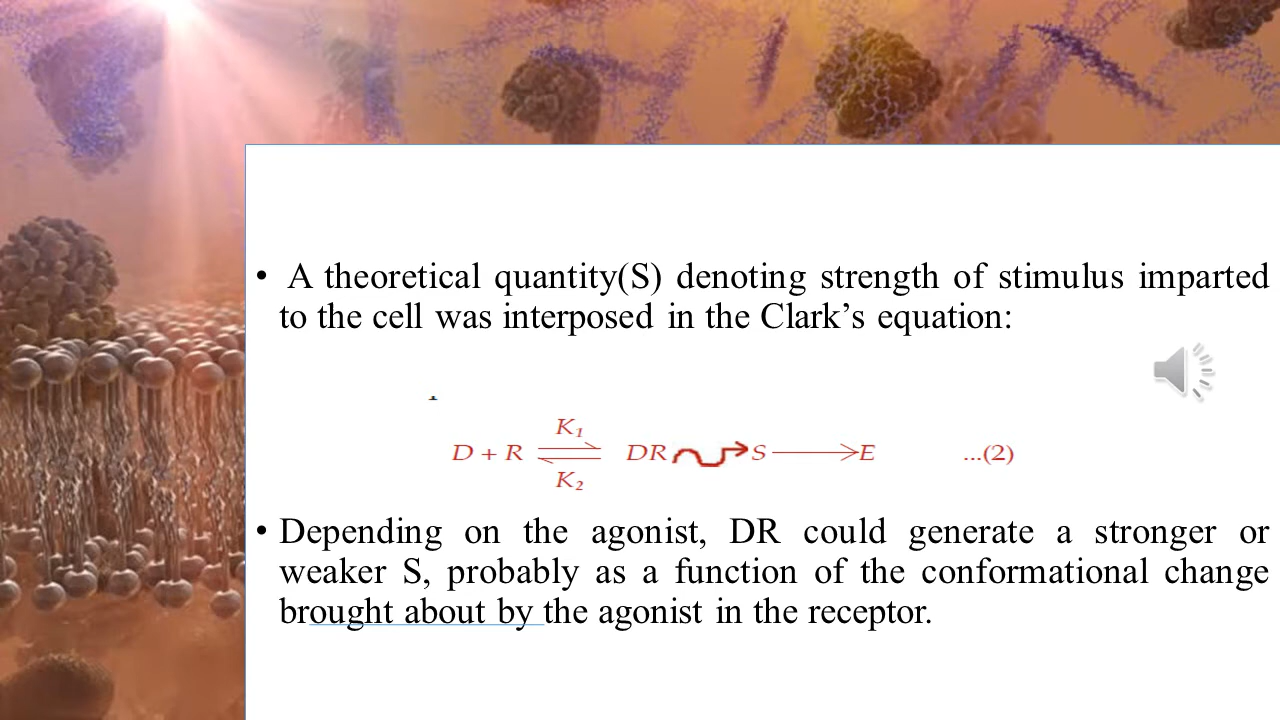 • A theoretical quantity(S) denoting strength of stimulus imparted
to the cell was interposed in the Clark’s equation:
K₁
D + R ⇌ DR S ⟶E ...(2)
K₂
• Depending on the agonist, DR could generate a stronger or
weaker S, probably as a function of the conformational change
brought about by the agonist in the receptor.